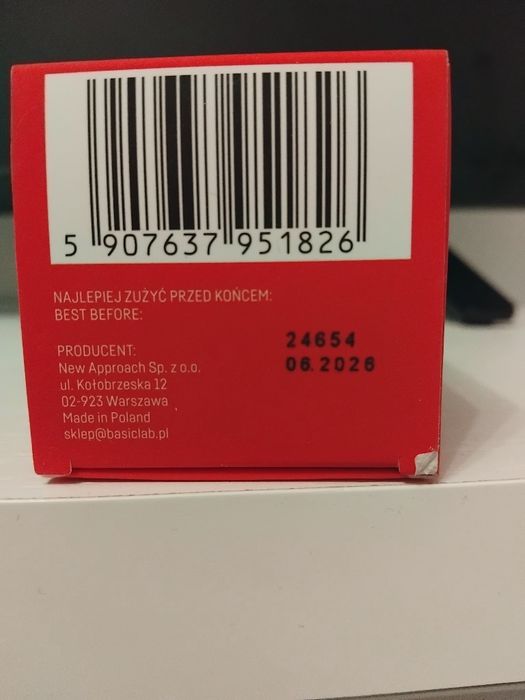 5 907637 951826
NAJLEPIEJ ZUŻYĆ PRZED KOŃCEM:
BEST BEFORE:
24654
06.2026
PRODUCENT:
New Approach Sp. z o.o.
ul. Kołobrzeska 12
02-923 Warszawa
Made in Poland
sklep@basiclab.pl